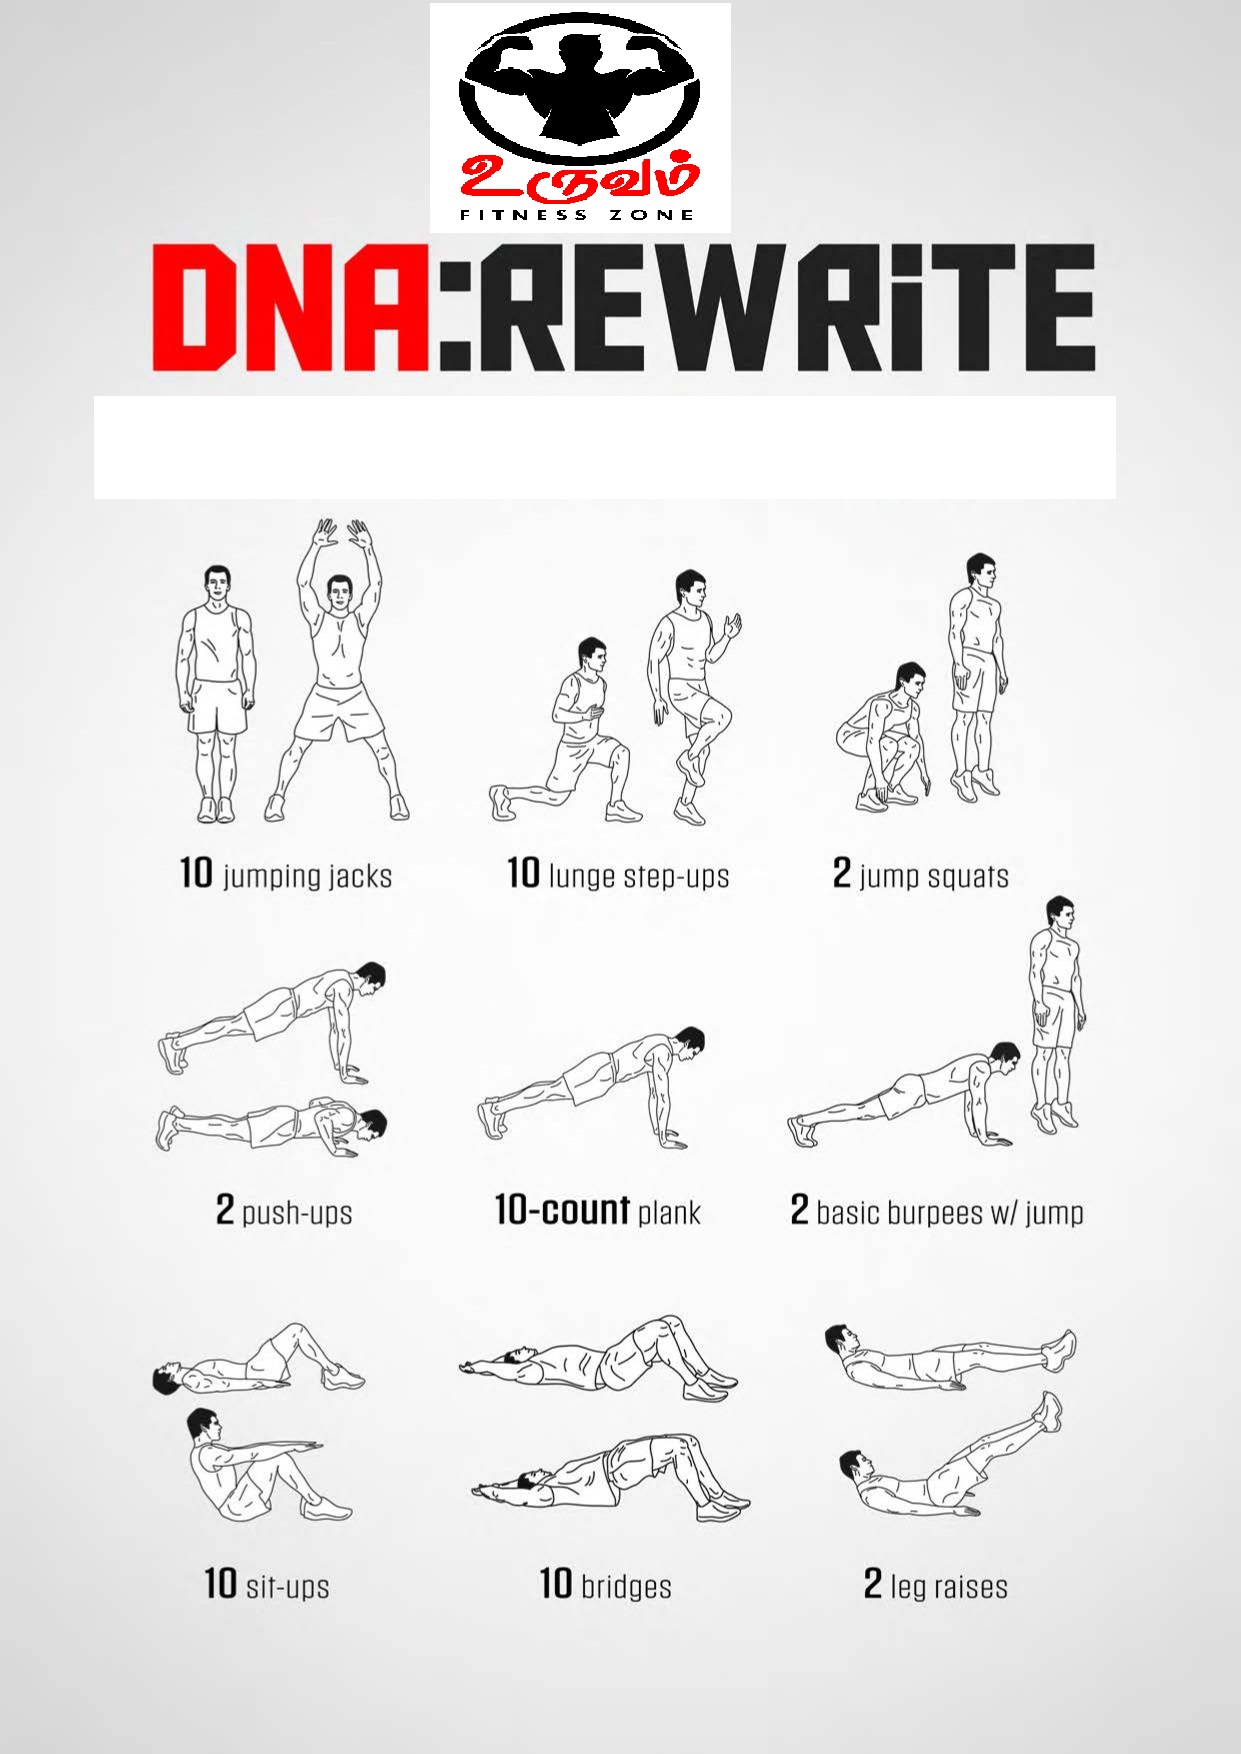 உருவம்
FITNESS ZONE
DNA:REWRiTE
10 jumping jacks
10 lunge step-ups
2 jump squats
2 push-ups
10-count plank
2 basic burpees w/ jump
10 sit-ups
10 bridges
2 leg raises